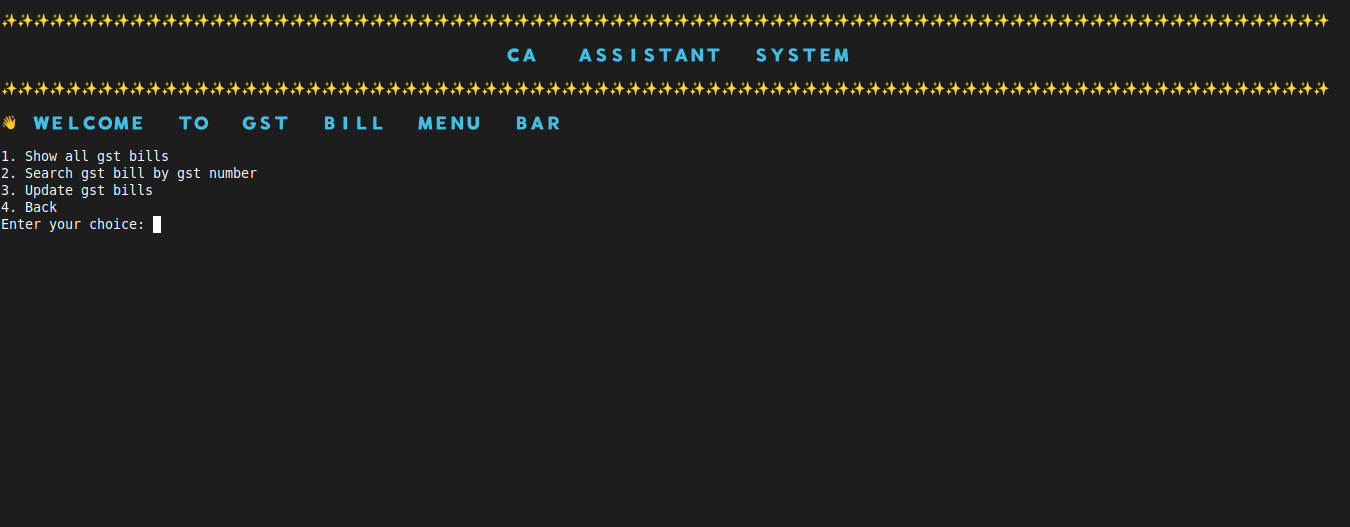 CA ASSISTANT SYSTEM
WELCOME TO GST BILL MENU BAR
1. Show all gst bills
2. Search gst bill by gst number
3. Update gst bills
4. Back
Enter your choice: